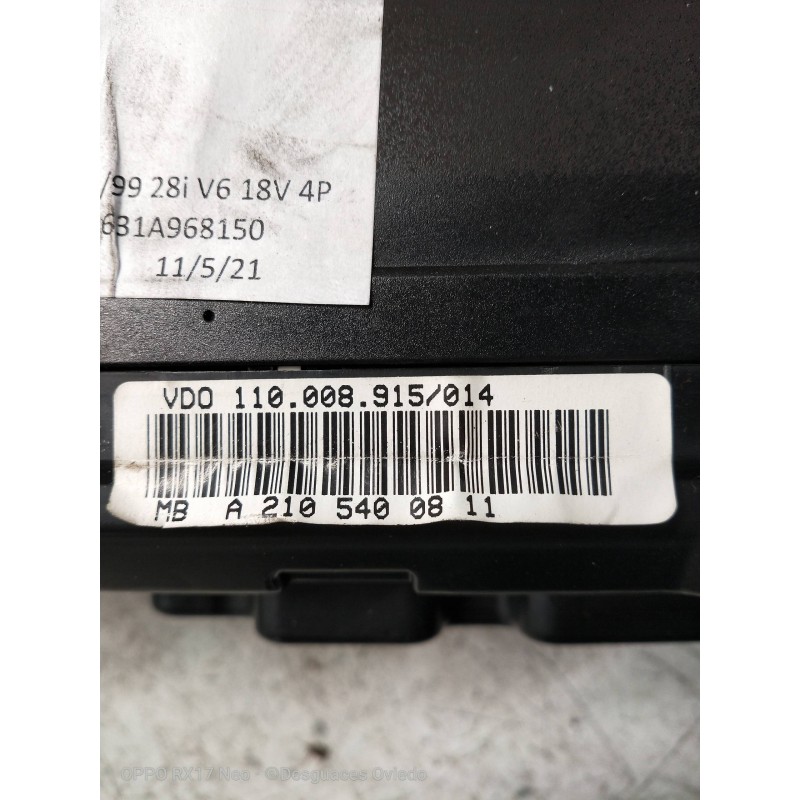 /99 28i V6 18V 4P
6B1A968150
11/5/21
VDO 110.008.915/014
MB A 210 540 08 11
OPPO RX17 Neo ©Desguaces Oviedo